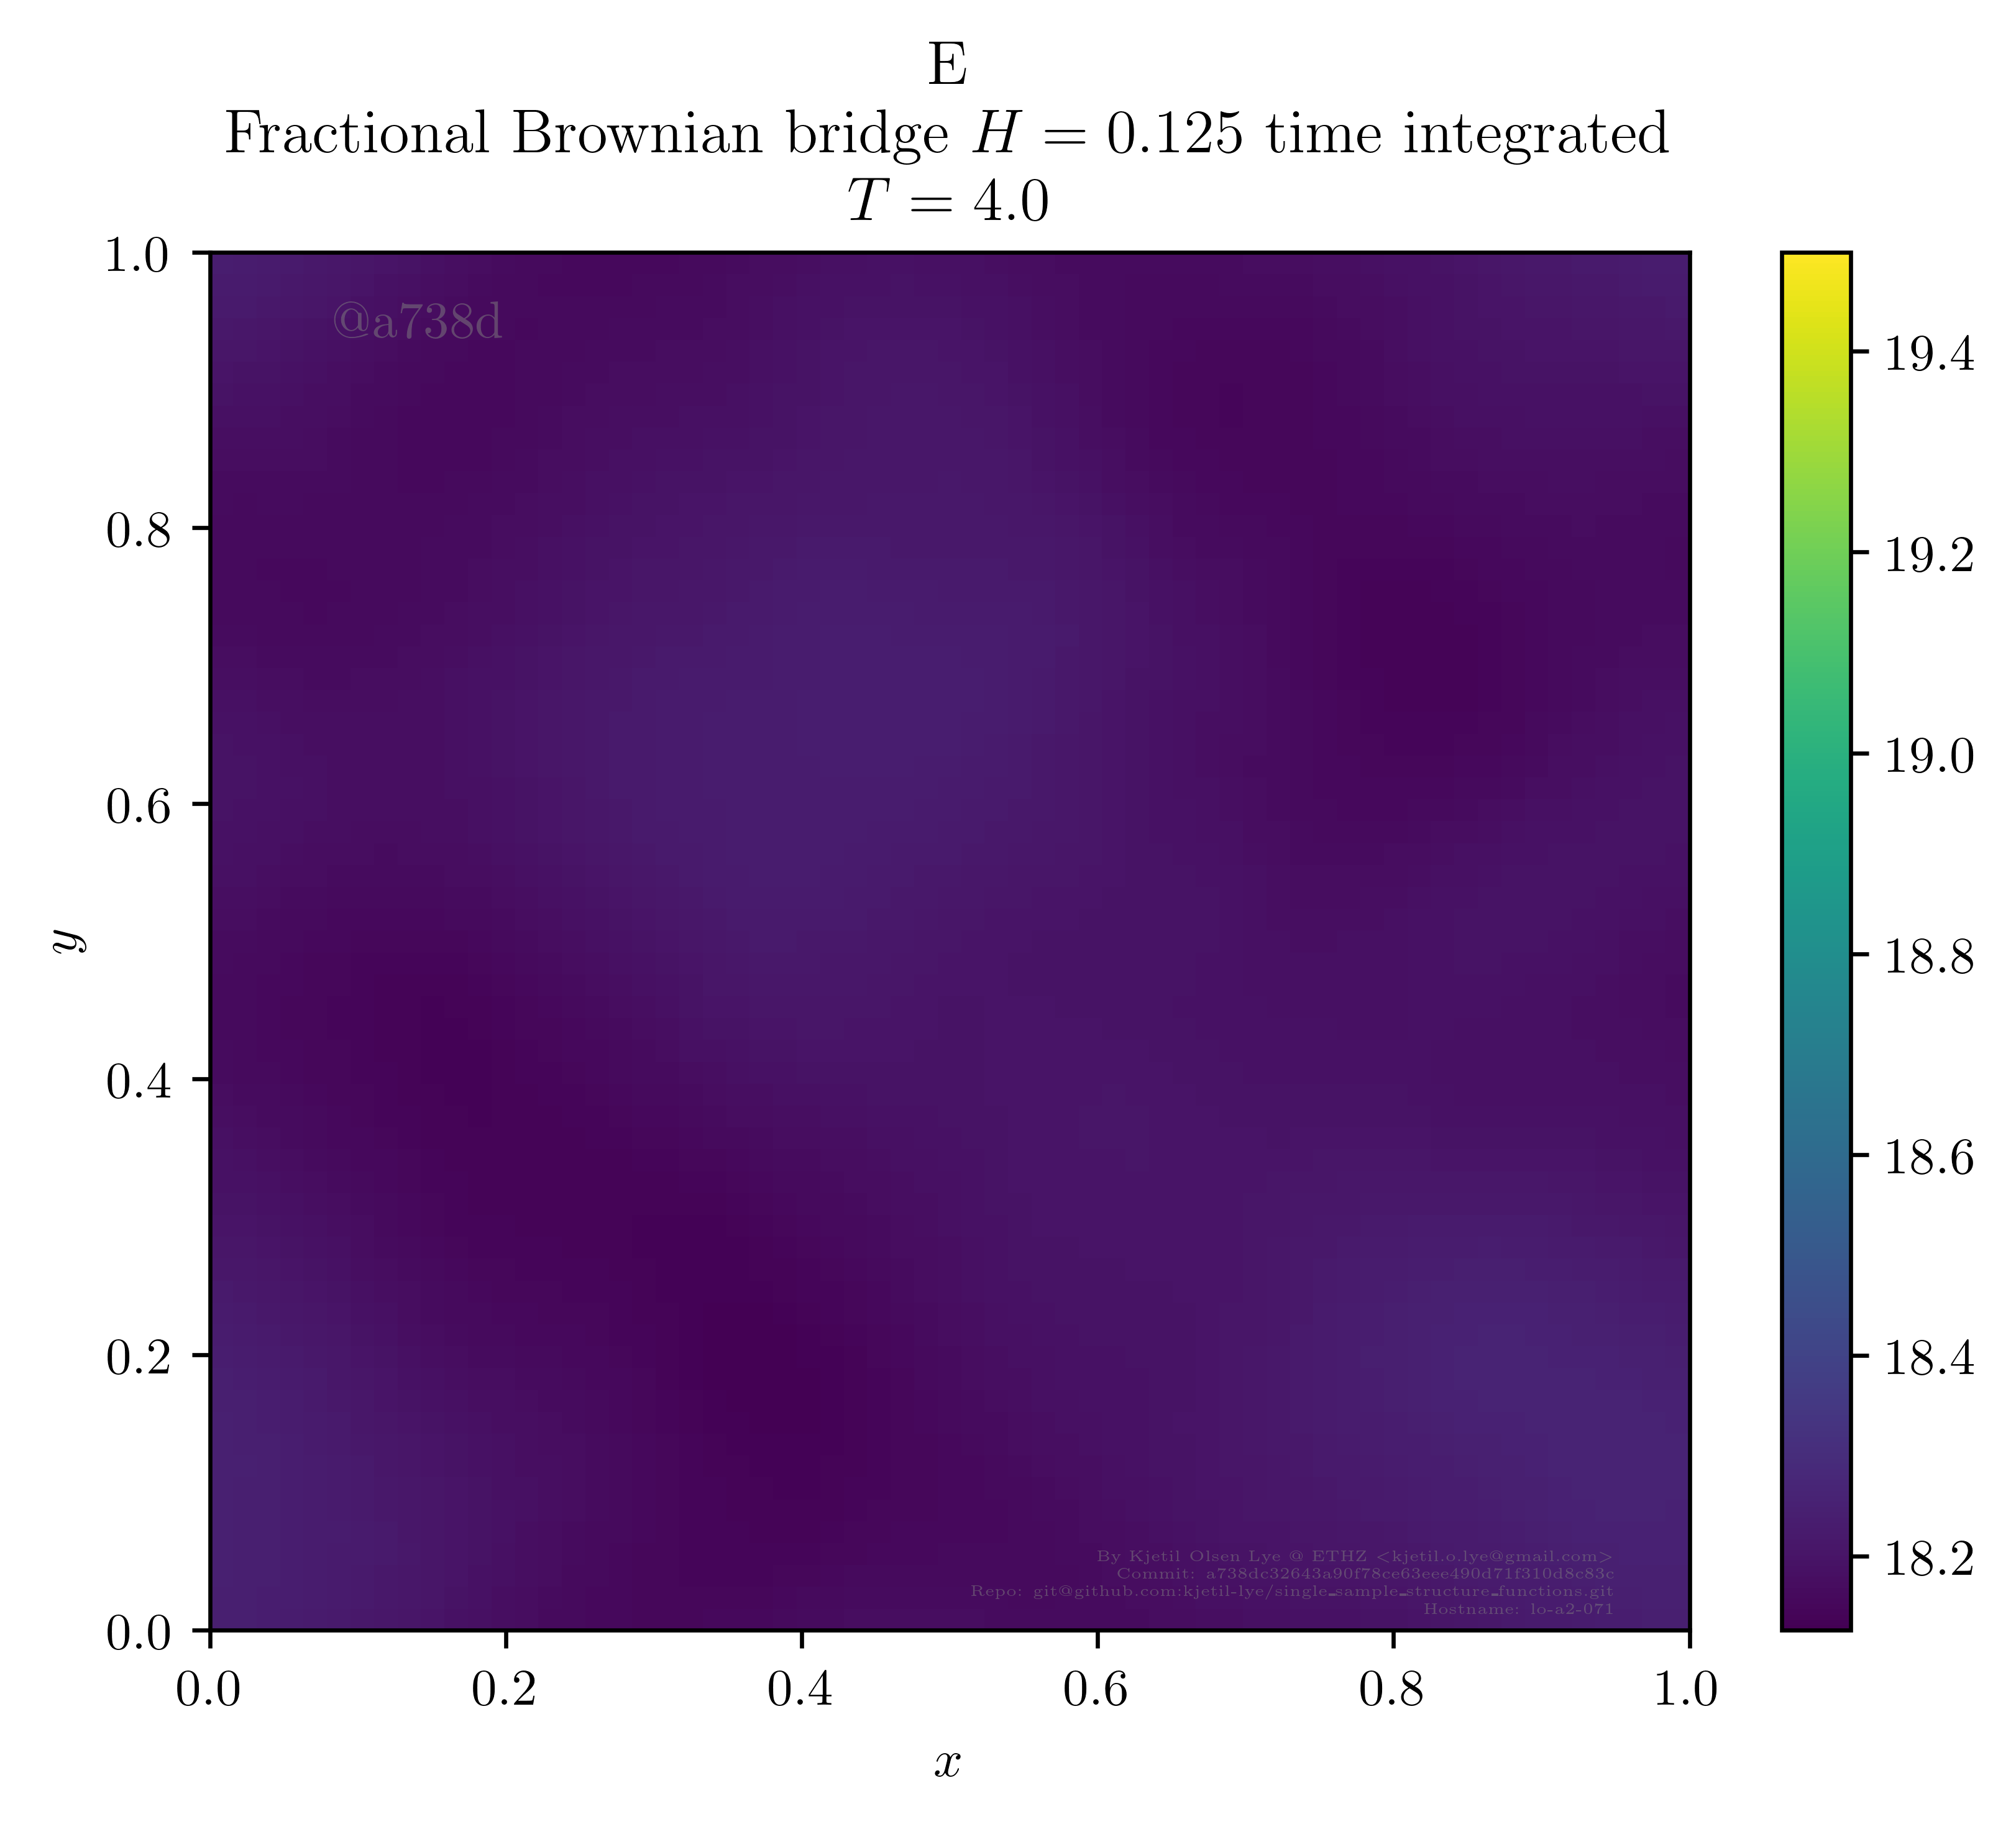 E
Fractional Brownian bridge H = 0.125 time integrated
T = 4.0
1.0
0.8
0.6
0.4
0.2
0.0
y
0.0 0.2 0.4 0.6 0.8 1.0
x
19.4
19.2
19.0
18.8
18.6
18.4
18.2
@a738d
By Kjetil Olsen Lye @ ETHZ <kjetil.o.lye@gmail.com>
Commit: a738dc32643a90f78ce63eee490d71f310d8c83c
Repo: git@github.com:kjetil-lye/single_sample_structure_functions.git
Hostname: lo-a2-071